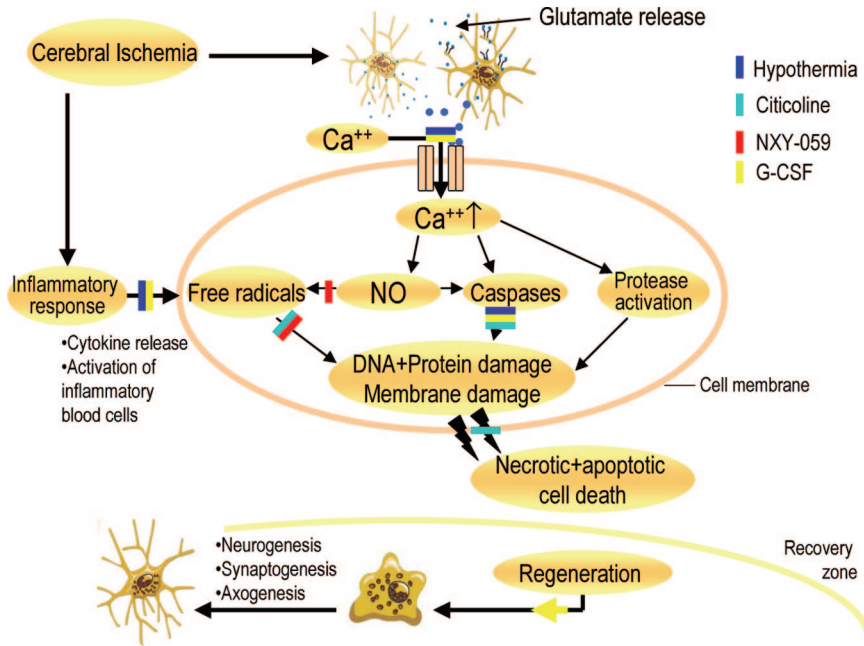 Glutamate release
Cerebral Ischemia
Hypothermia
Citicoline
NXY-059
G-CSF
Ca++
Ca++↑
Inflammatory
response
Free radicals
NO
Caspases
Protease
activation
•Cytokine release
•Activation of
inflammatory
blood cells
DNA+Protein damage
Membrane damage
Cell membrane
Necrotic+apoptotic
cell death
•Neurogenesis
•Synaptogenesis
•Axogenesis
Regeneration
Recovery
zone